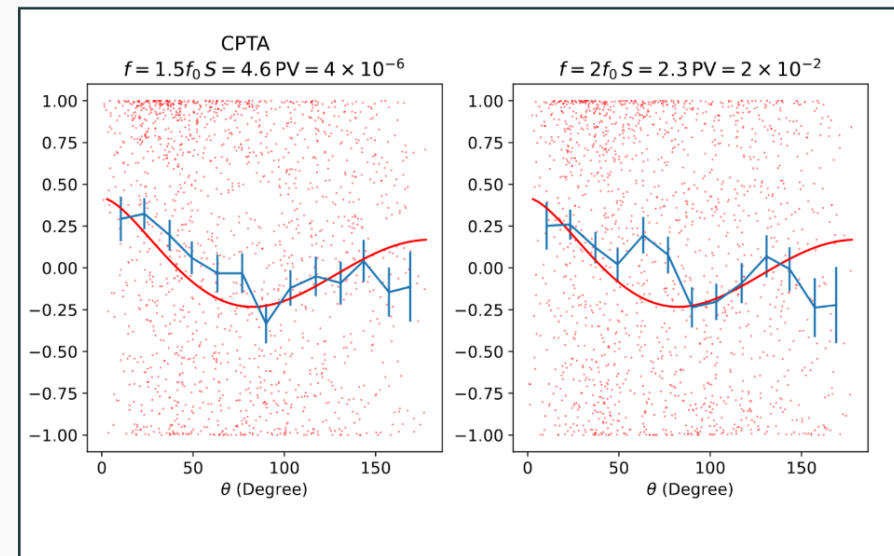 CPTA
f = 1.5f₀ S = 4.6 PV = 4 × 10⁻⁶
f = 2f₀ S = 2.3 PV = 2 × 10⁻²
1.00
0.75
0.50
0.25
0.00
−0.25
−0.50
−0.75
−1.00
0 50 100 150
θ (Degree)
1.00
0.75
0.50
0.25
0.00
−0.25
−0.50
−0.75
−1.00
0 50 100 150
θ (Degree)